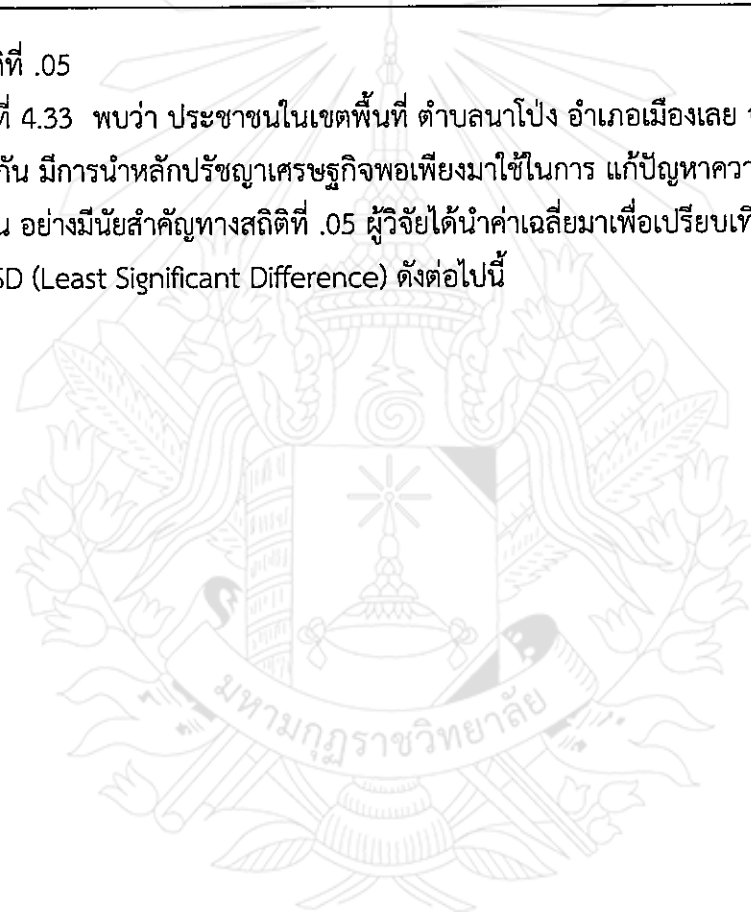 ติที่ .05
ที่ 4.33 พบว่า ประชาชนในเขตพื้นที่ ตำบลนาโป่ง อำเภอเมืองเลย
กัน มีการนำหลักปรัชญาเศรษฐกิจพอเพียงมาใช้ในการ แก้ปัญหาควา
น อย่างมีนัยสำคัญทางสถิติที่ .05 ผู้วิจัยได้นำค่าเฉลี่ยมาเพื่อเปรียบเที
SD (Least Significant Difference) ดังต่อไปนี้
มหามกุฏราชวิทยาลัย